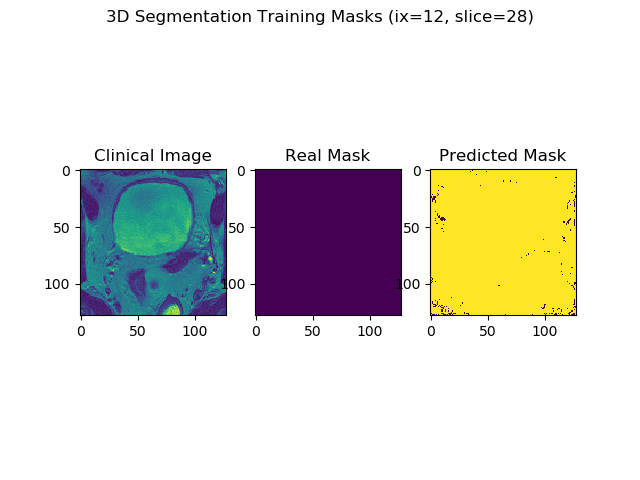 3D Segmentation Training Masks (ix=12, slice=28)
Clinical Image Real Mask Predicted Mask
0 0 0
50 50 50
100 100 100
0 50 100 0 50 100 0 50 100